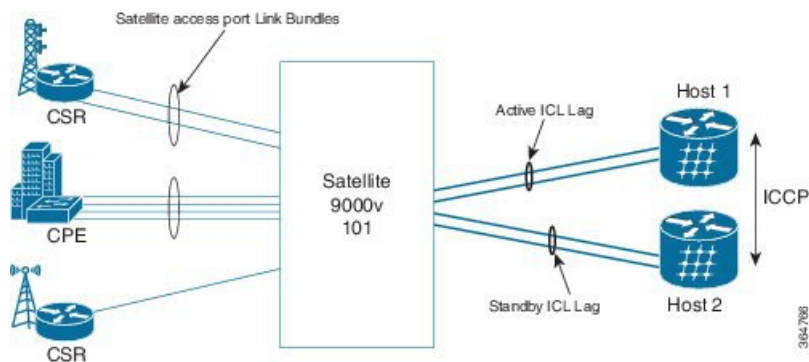 Satellite access port Link Bundles
CSR
CPE
CSR
Satellite
9000v
101
Active ICL Lag
Standby ICL Lag
Host 1
ICCP
Host 2
364766